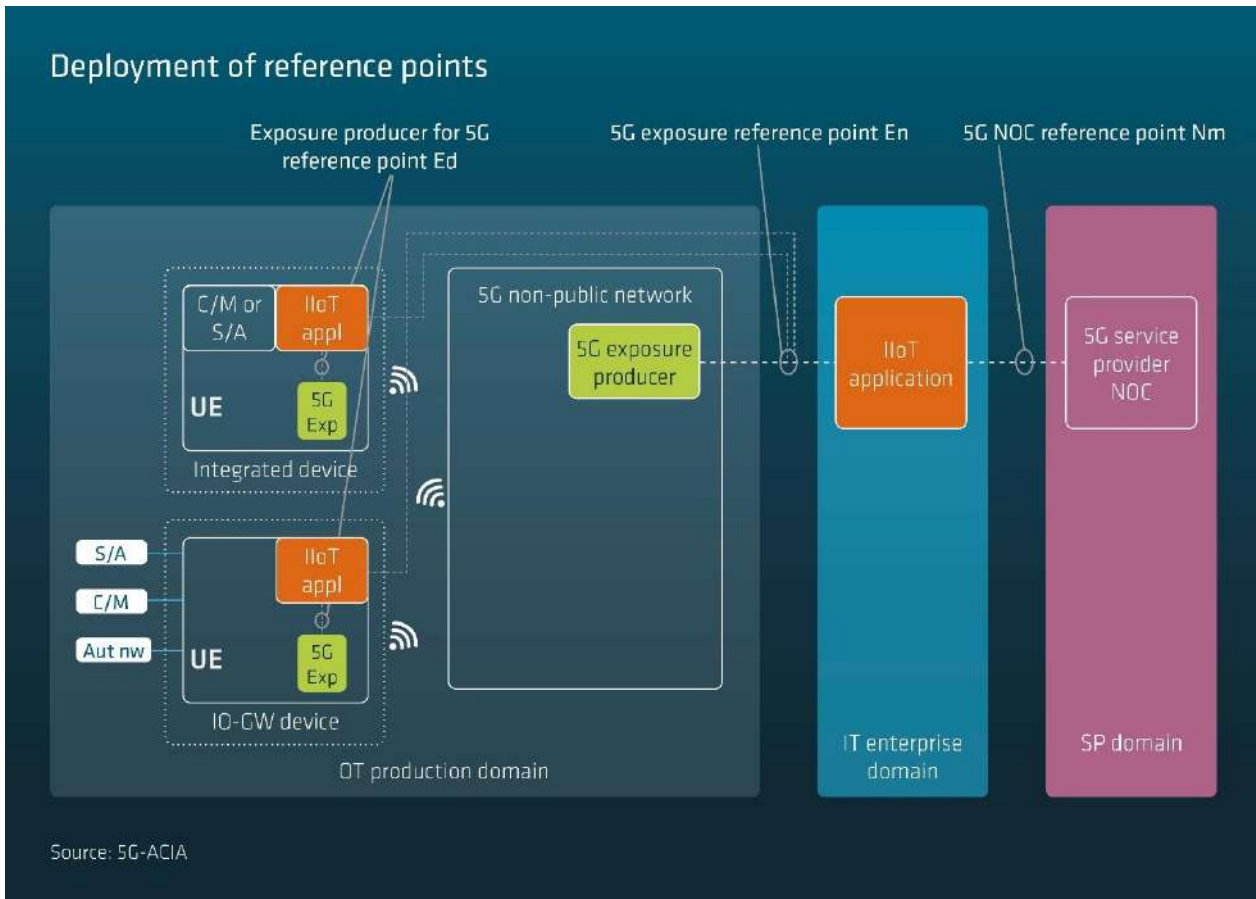 Deployment of reference points
Exposure producer for 5G
reference point Ed
5G exposure reference point En
5G NOC reference point Nm
C/M or
S/A
IIoT
appl
UE
5G
Exp
Integrated device
S/A
C/M
Aut nw
IIoT
appl
UE
5G
Exp
IO-GW device
5G non-public network
5G exposure
producer
OT production domain
IIoT
application
IT enterprise
domain
5G service
provider
NOC
SP domain
Source: 5G-ACIA